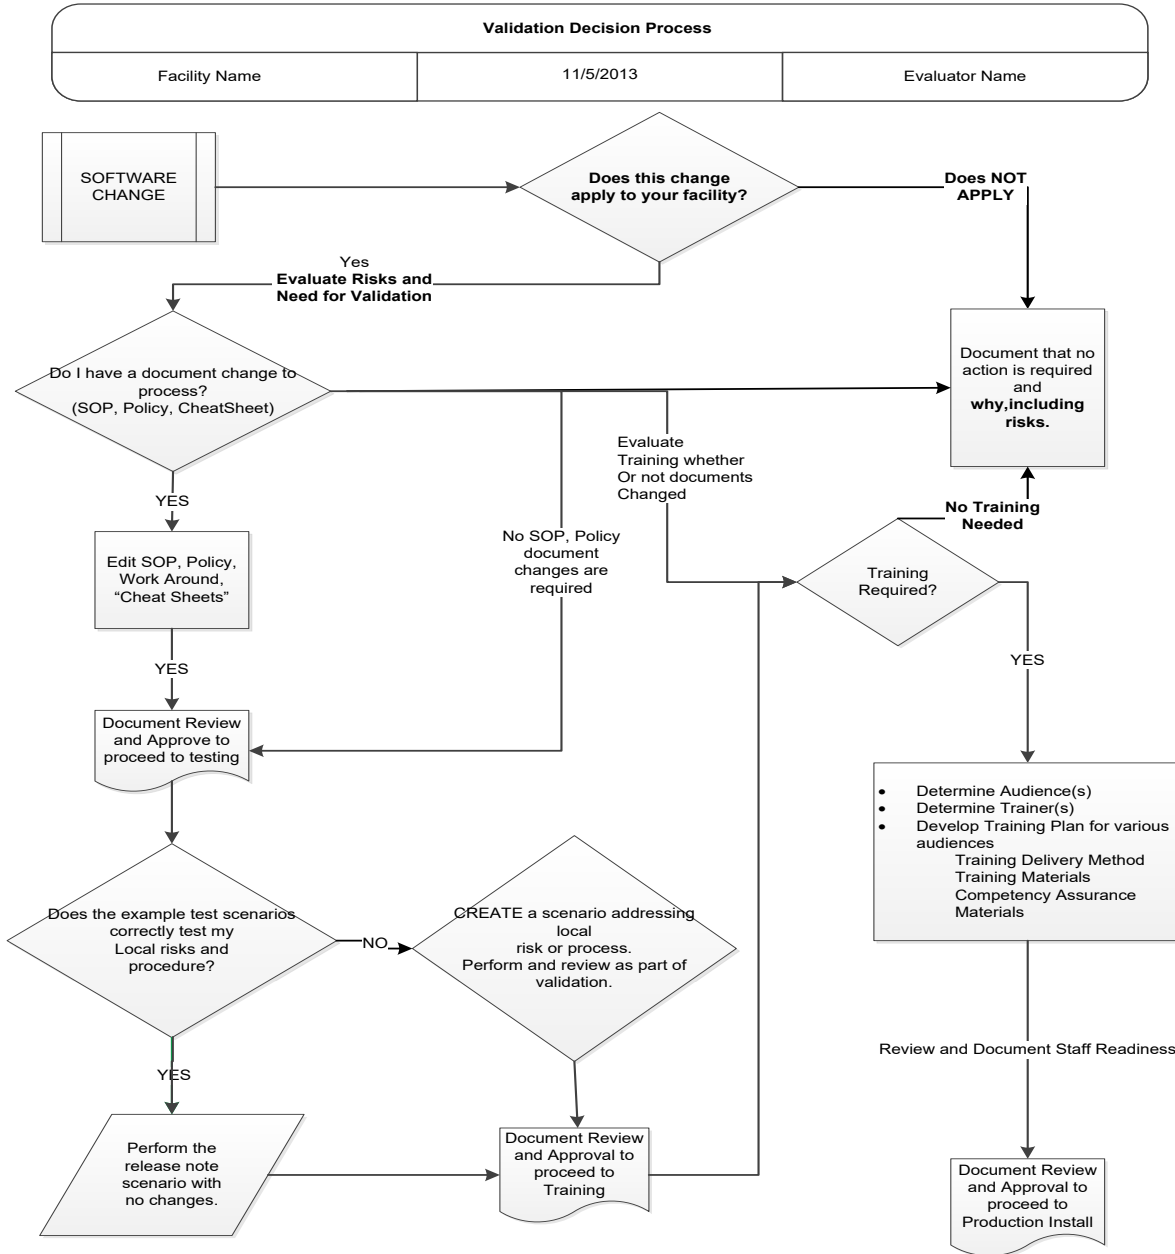 Validation Decision Process
Facility Name
11/5/2013
Evaluator Name
SOFTWARE
CHANGE
Does this change
apply to your facility?
Does NOT
APPLY
Yes
Evaluate Risks and
Need for Validation
Do I have a document change to
process?
(SOP, Policy, CheatSheet)
Document that no
action is required
and
why,including
risks.
Evaluate
Training whether
Or not documents
Changed
YES
No SOP, Policy
document
changes are
required
No Training
Needed
Edit SOP, Policy,
Work Around,
“Cheat Sheets”
Training
Required?
YES
YES
Document Review
and Approve to
proceed to testing
• Determine Audience(s)
• Determine Trainer(s)
• Develop Training Plan for various
audiences
Training Delivery Method
Training Materials
Competency Assurance
Materials
Does the example test scenarios
correctly test my
Local risks and
procedure?
NO
CREATE a scenario addressing
local
risk or process.
Perform and review as part of
validation.
Review and Document Staff Readiness
YES
Perform the
release note
scenario with
no changes.
Document Review
and Approval to
proceed to
Training
Document Review
and Approval to
proceed to
Production Install